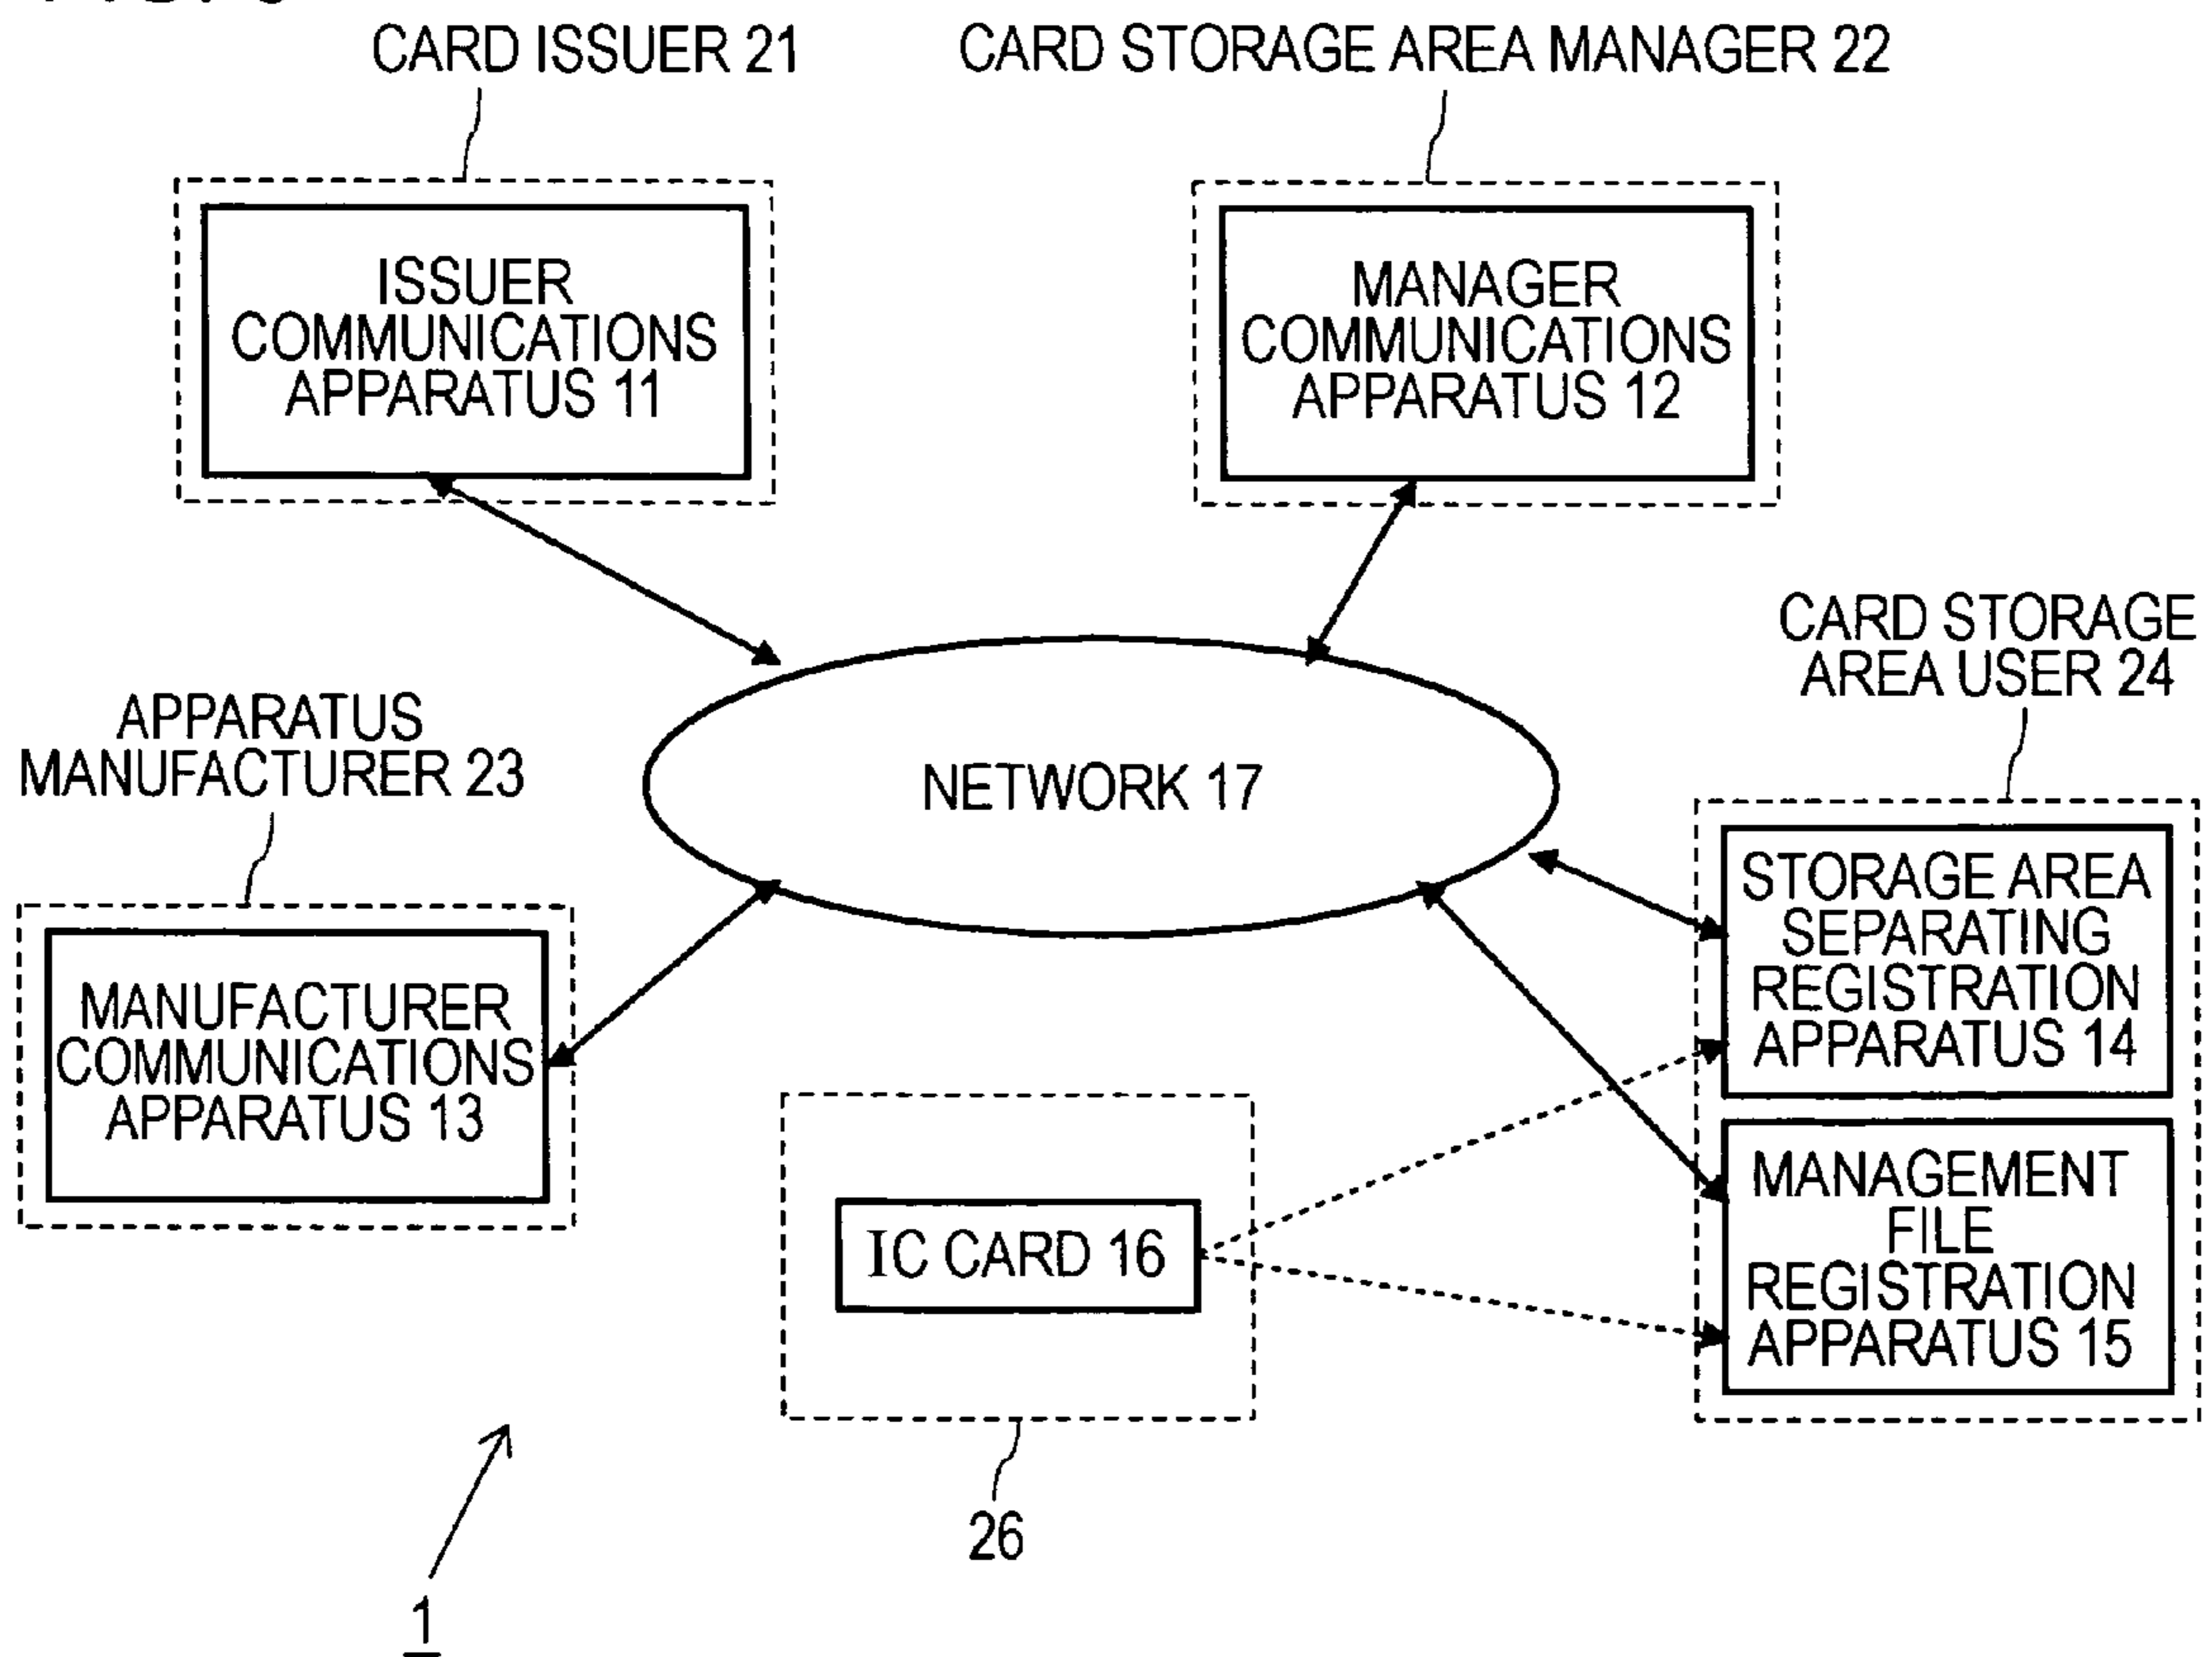 CARD ISSUER 21
CARD STORAGE AREA MANAGER 22
ISSUER
COMMUNICATIONS
APPARATUS 11
MANAGER
COMMUNICATIONS
APPARATUS 12
CARD STORAGE
AREA USER 24
APPARATUS
MANUFACTURER 23
NETWORK 17
STORAGE AREA
SEPARATING
REGISTRATION
APPARATUS 14
MANUFACTURER
COMMUNICATIONS
APPARATUS 13
IC CARD 16
MANAGEMENT
FILE
REGISTRATION
APPARATUS 15
26
1